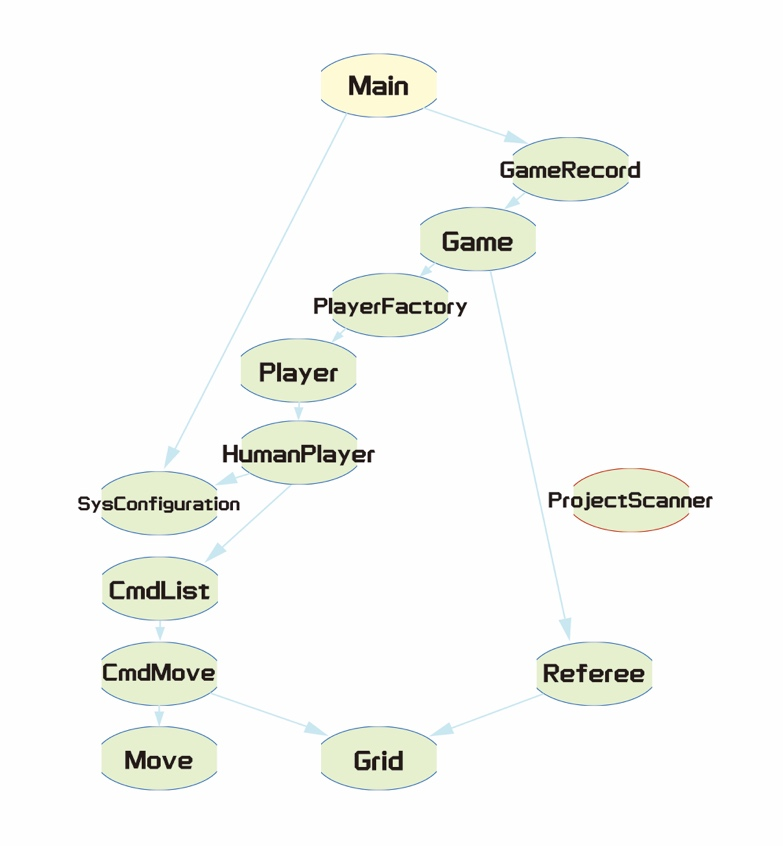 Main
GameRecord
Game
PlayerFactory
Player
HumanPlayer
SysConfiguration
ProjectScanner
CmdList
CmdMove
Referee
Move
Grid